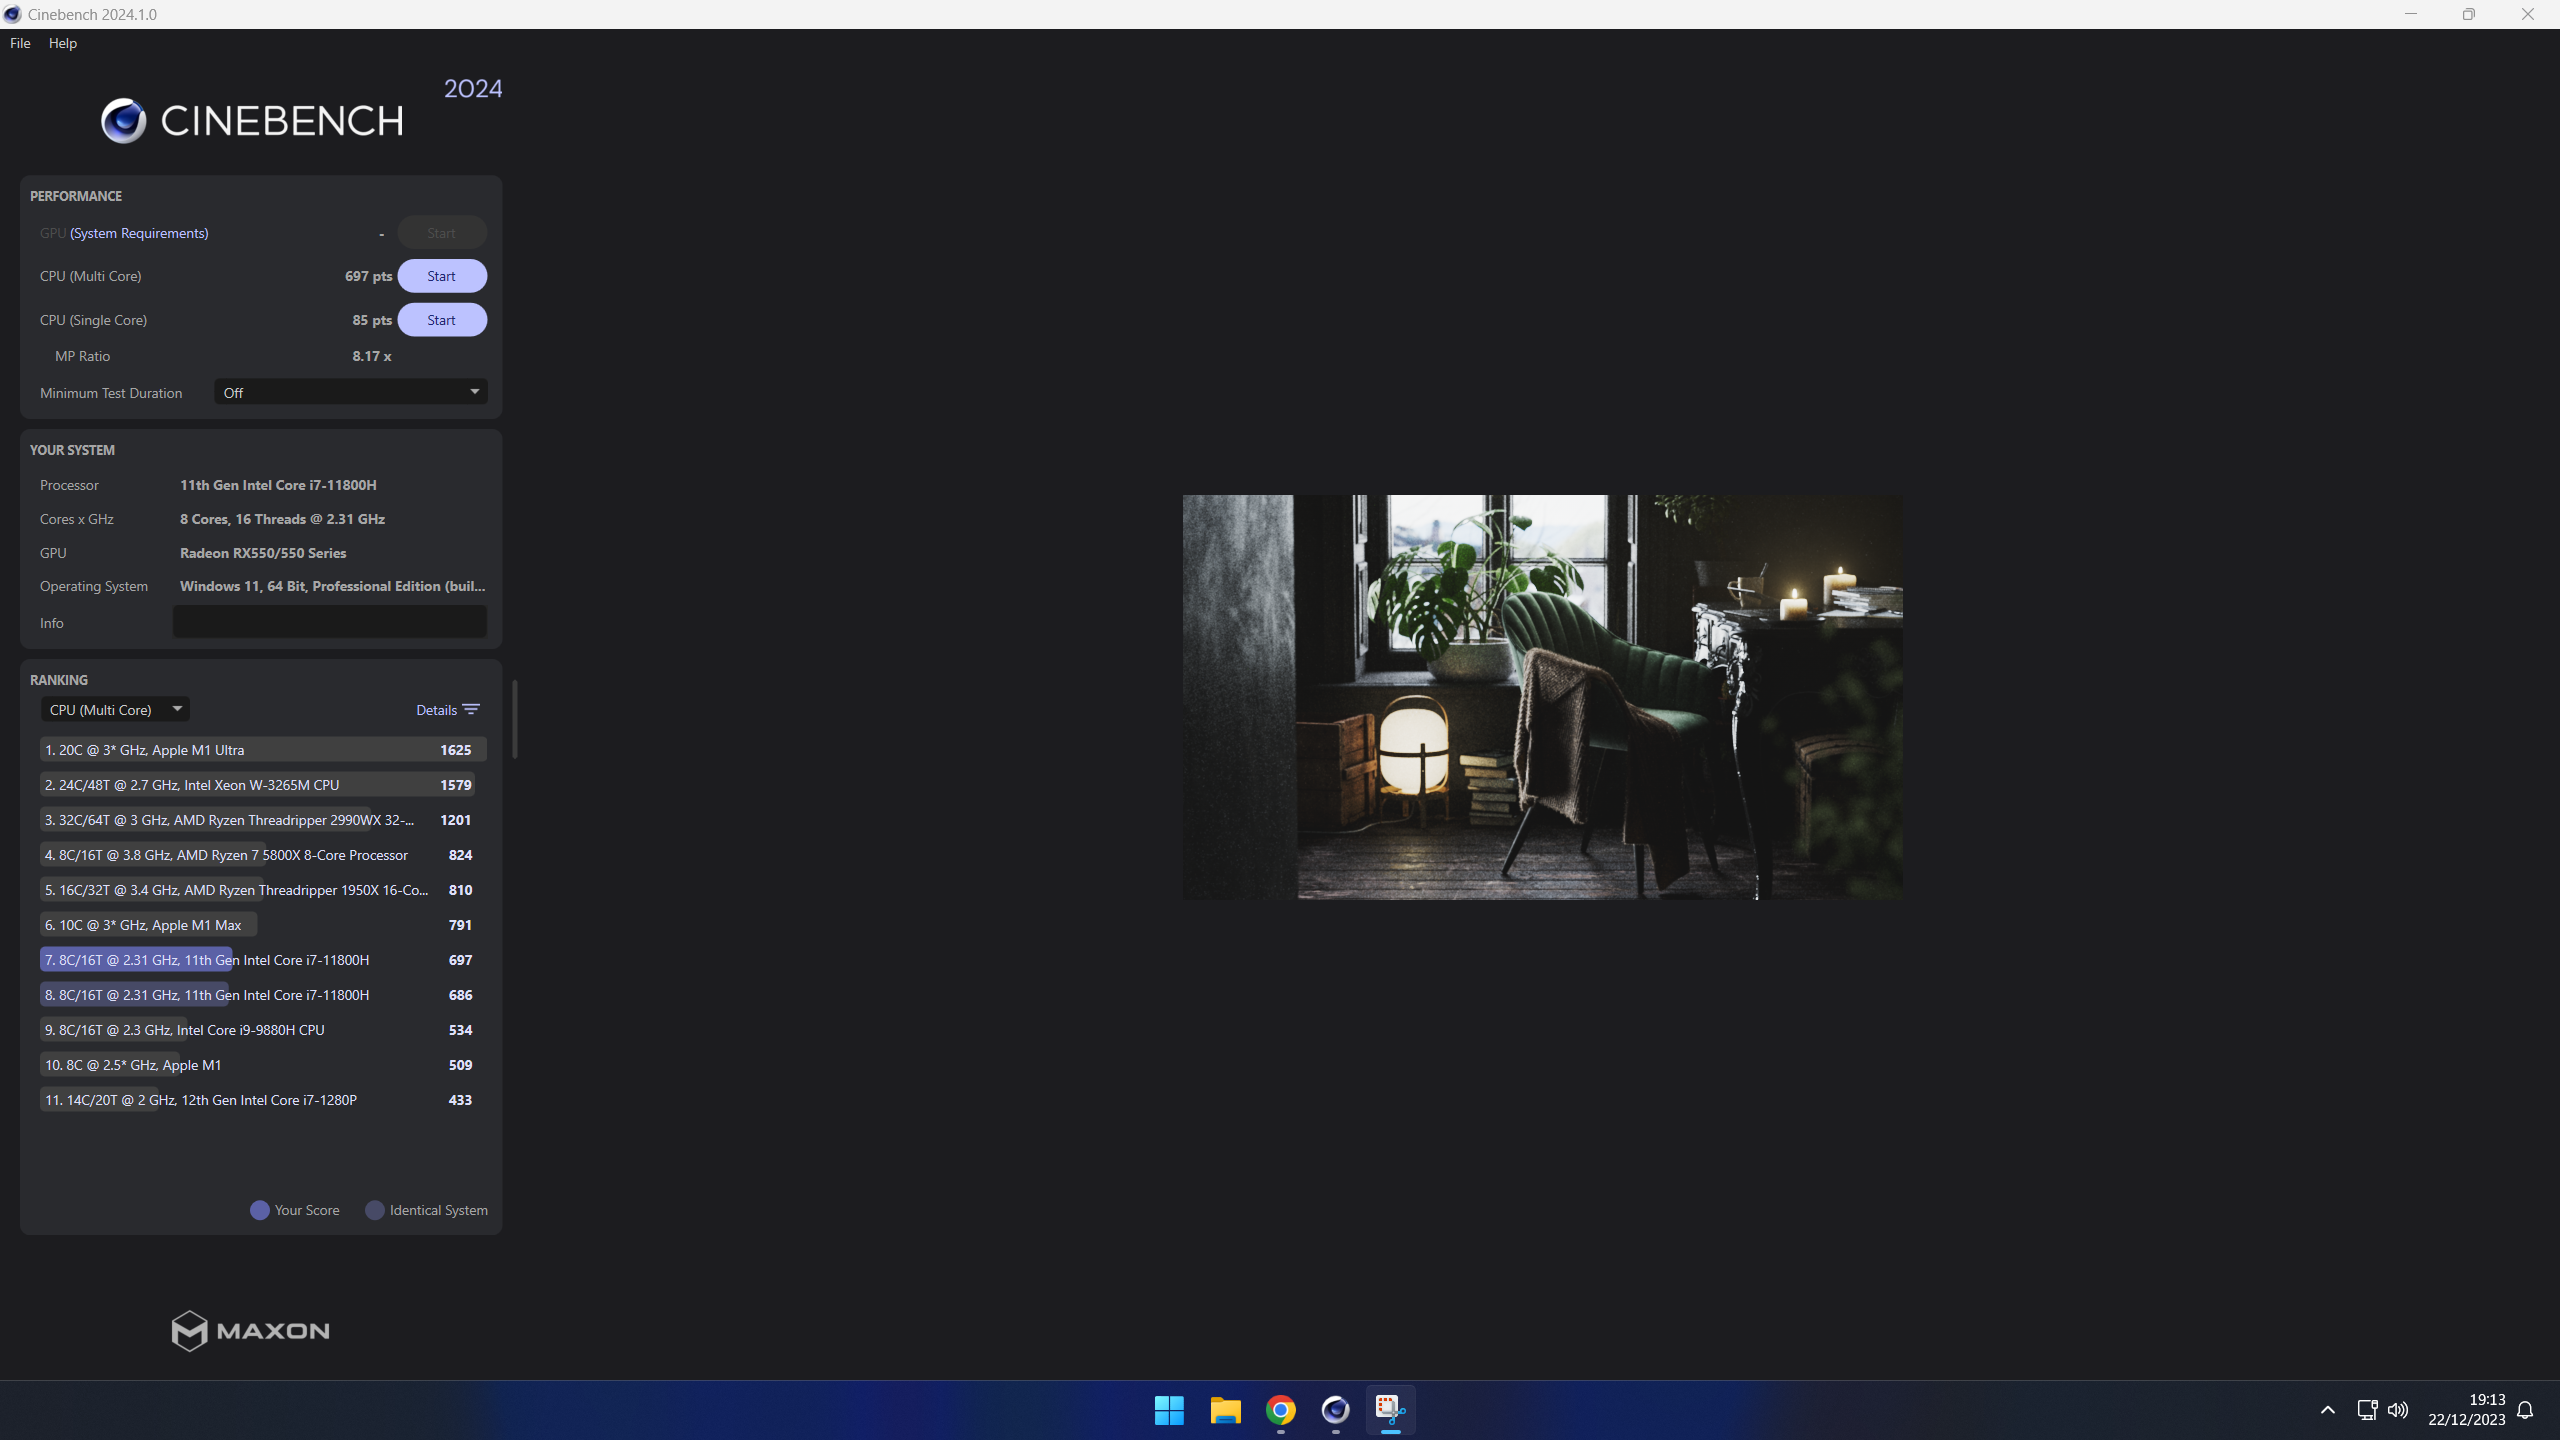 Cinebench 2024.1.0
File Help
2024
CINEBENCH
PERFORMANCE
GPU (System Requirements) - Start
CPU (Multi Core) 697 pts Start
CPU (Single Core) 85 pts Start
MP Ratio 8.17 x
Minimum Test Duration Off
YOUR SYSTEM
Processor 11th Gen Intel Core i7-11800H
Cores x GHz 8 Cores, 16 Threads @ 2.31 GHz
GPU Radeon RX550/550 Series
Operating System Windows 11, 64 Bit, Professional Edition (buil...
Info
RANKING
CPU (Multi Core) Details
1. 20C @ 3* GHz, Apple M1 Ultra 1625
2. 24C/48T @ 2.7 GHz, Intel Xeon W-3265M CPU 1579
3. 32C/64T @ 3 GHz, AMD Ryzen Threadripper 2990WX 32-... 1201
4. 8C/16T @ 3.8 GHz, AMD Ryzen 7 5800X 8-Core Processor 824
5. 16C/32T @ 3.4 GHz, AMD Ryzen Threadripper 1950X 16-Co... 810
6. 10C @ 3* GHz, Apple M1 Max 791
7. 8C/16T @ 2.31 GHz, 11th Gen Intel Core i7-11800H 697
8. 8C/16T @ 2.31 GHz, 11th Gen Intel Core i7-11800H 686
9. 8C/16T @ 2.3 GHz, Intel Core i9-9880H CPU 534
10. 8C @ 2.5* GHz, Apple M1 509
11. 14C/20T @ 2 GHz, 12th Gen Intel Core i7-1280P 433
Your Score Identical System
MAXON
19:13
22/12/2023